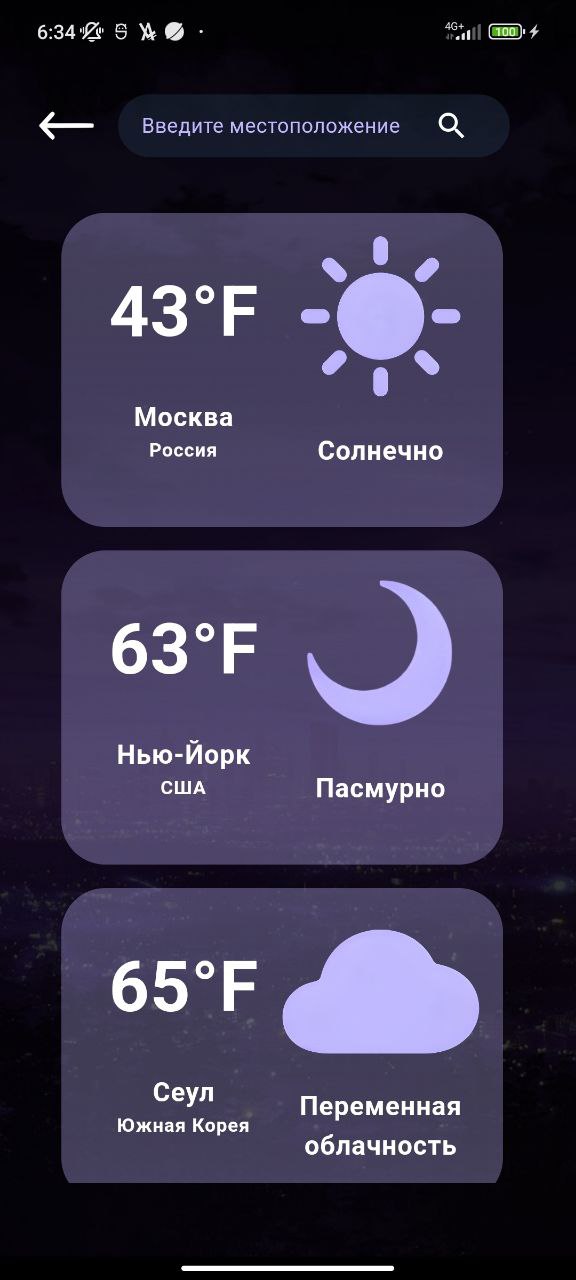 6:34
4G+
100
Введите местоположение
43°F
Москва
Россия
Солнечно
63°F
Нью-Йорк
США
Пасмурно
65°F
Сеул
Южная Корея
Переменная
облачность